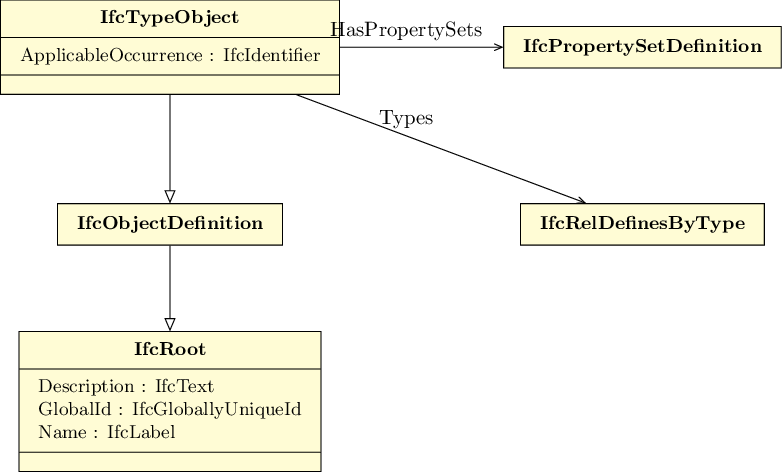 IfcTypeObject
ApplicableOccurrence : IfcIdentifier
HasPropertySets
IfcPropertySetDefinition
Types
IfcObjectDefinition
IfcRelDefinesByType
IfcRoot
Description : IfcText
GlobalId : IfcGloballyUniqueId
Name : IfcLabel